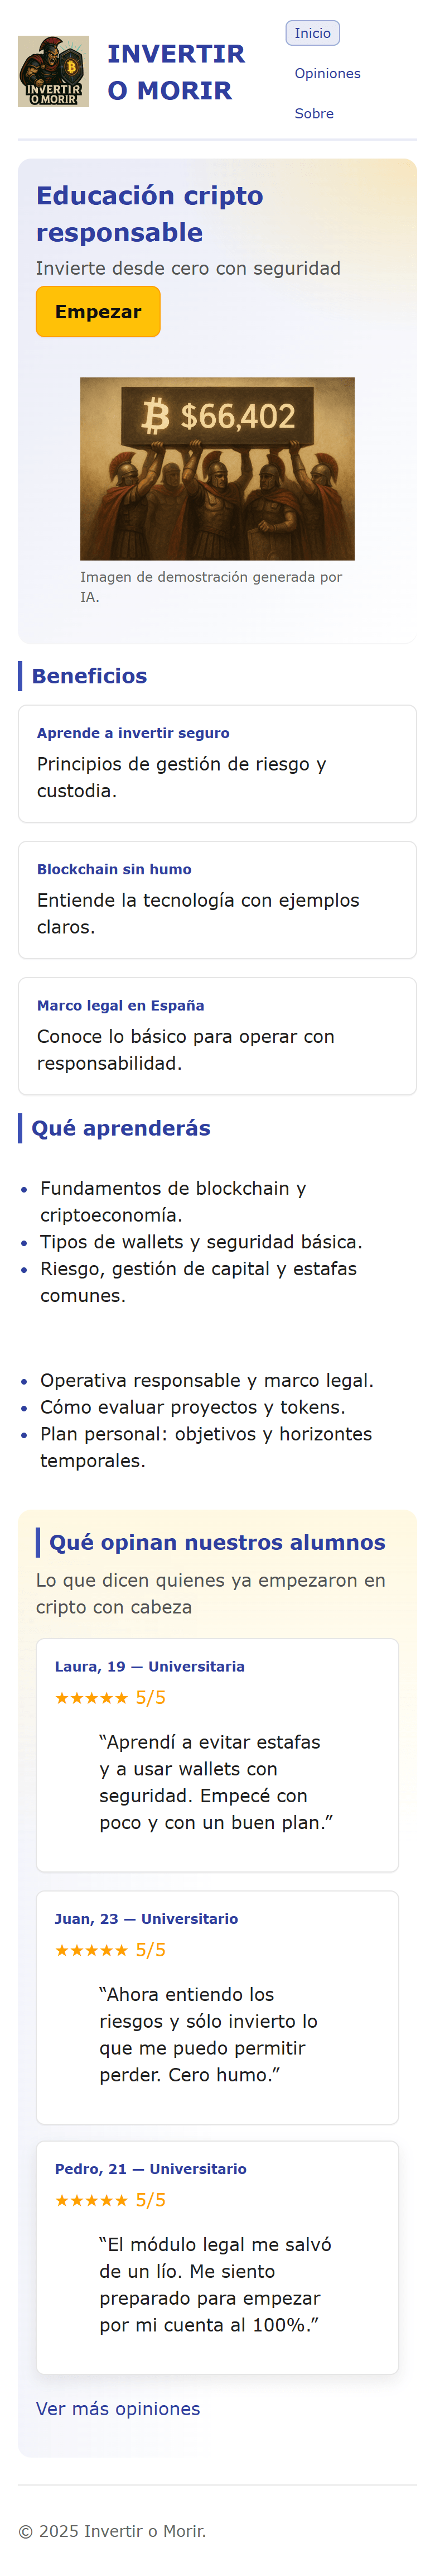 INVERTIR
O MORIR
INVERTIR
O MORIR
Inicio
Opiniones
Sobre
Educación cripto
responsable
Invierte desde cero con seguridad
Empezar
₿ $66,402
Imagen de demostración generada por
IA.
Beneficios
Aprende a invertir seguro
Principios de gestión de riesgo y
custodia.
Blockchain sin humo
Entiende la tecnología con ejemplos
claros.
Marco legal en España
Conoce lo básico para operar con
responsabilidad.
Qué aprenderás
• Fundamentos de blockchain y
criptoeconomía.
• Tipos de wallets y seguridad básica.
• Riesgo, gestión de capital y estafas
comunes.
• Operativa responsable y marco legal.
• Cómo evaluar proyectos y tokens.
• Plan personal: objetivos y horizontes
temporales.
Qué opinan nuestros alumnos
Lo que dicen quienes ya empezaron en
cripto con cabeza
Laura, 19 — Universitaria
★★★★★ 5/5
“Aprendí a evitar estafas
y a usar wallets con
seguridad. Empecé con
poco y con un buen plan.”
Juan, 23 — Universitario
★★★★★ 5/5
“Ahora entiendo los
riesgos y sólo invierto lo
que me puedo permitir
perder. Cero humo.”
Pedro, 21 — Universitario
★★★★★ 5/5
“El módulo legal me salvó
de un lío. Me siento
preparado para empezar
por mi cuenta al 100%.”
Ver más opiniones
© 2025 Invertir o Morir.